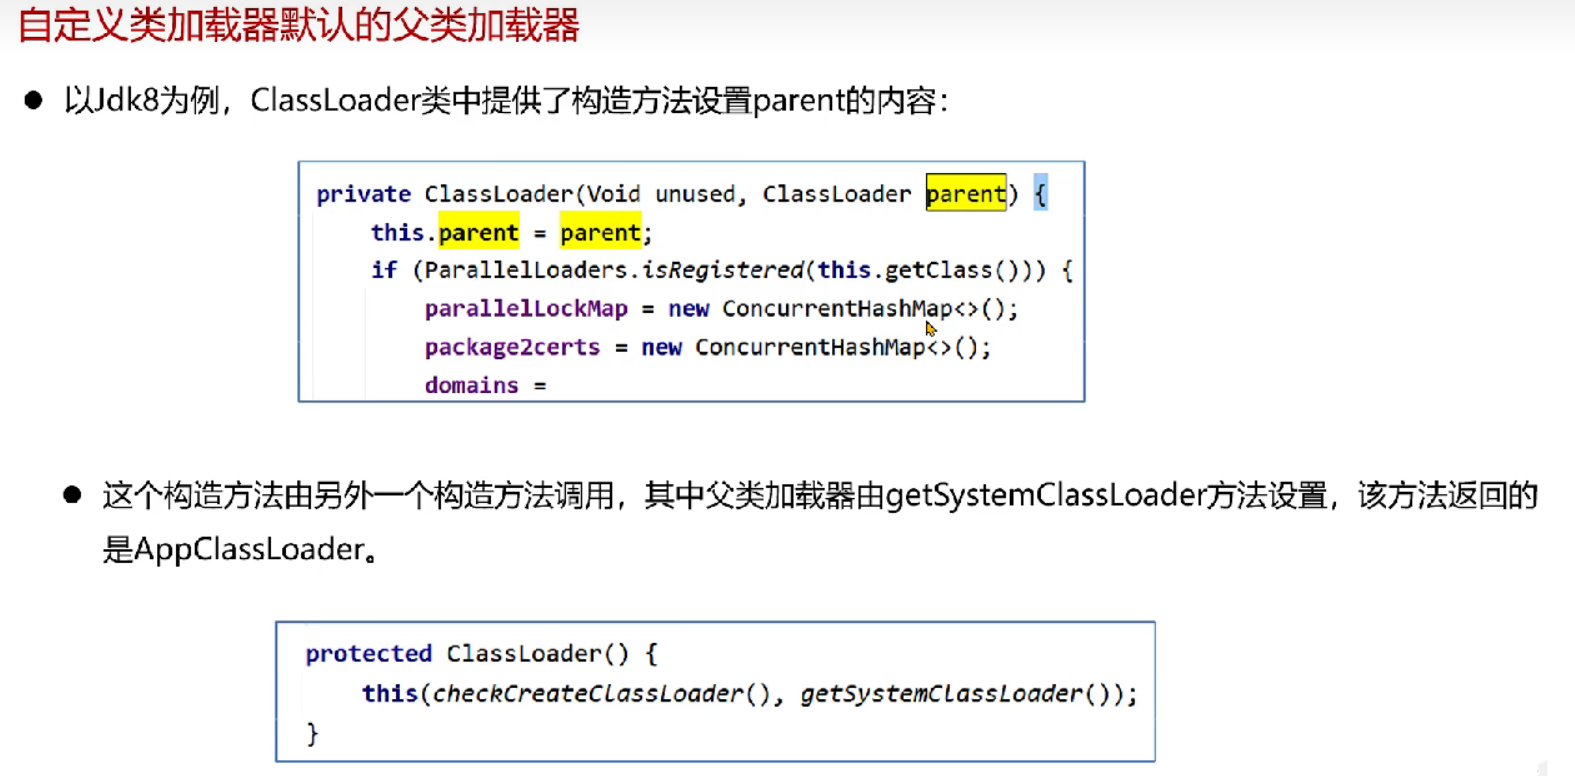 自定义类加载器默认的父类加载器
● 以Jdk8为例，ClassLoader类中提供了构造方法设置parent的内容：
private ClassLoader(Void unused, ClassLoader parent) {
this.parent = parent;
if (ParallelLoaders.isRegistered(this.getClass())) {
parallelLockMap = new ConcurrentHashMap<>();
package2certs = new ConcurrentHashMap<>();
domains =
● 这个构造方法由另外一个构造方法调用，其中父类加载器由getSystemClassLoader方法设置，该方法返回的
是AppClassLoader。
protected ClassLoader() {
this(checkCreateClassLoader(), getSystemClassLoader());
}